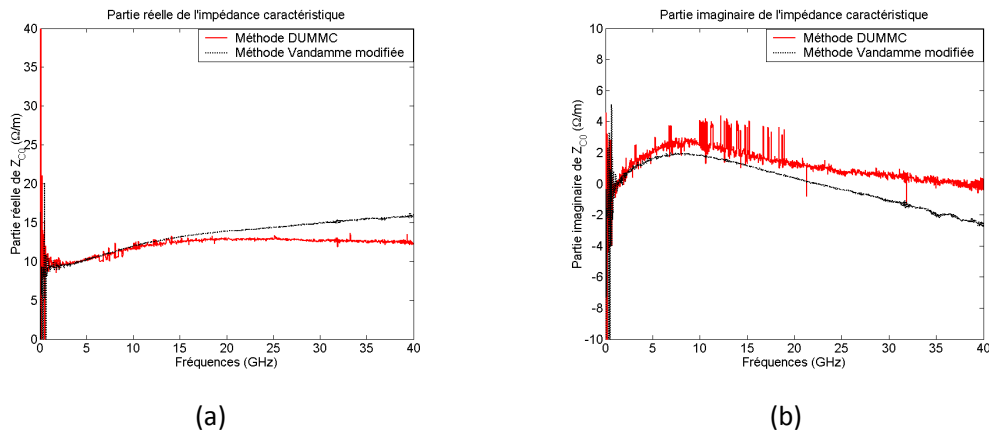 Partie réelle de l'impédance caractéristique
Méthode DUMMC
Méthode Vandamme modifiée
Partie réelle de Z_C0 (Ω/m)
40
35
30
25
20
15
10
5
0
0 5 10 15 20 25 30 35 40
Fréquences (GHz)
(a)
Partie imaginaire de l'impédance caractéristique
Méthode DUMMC
Méthode Vandamme modifiée
Partie imaginaire de Z_C0 (Ω/m)
10
8
6
4
2
0
-2
-4
-6
-8
-10
0 5 10 15 20 25 30 35 40
Fréquences (GHz)
(b)